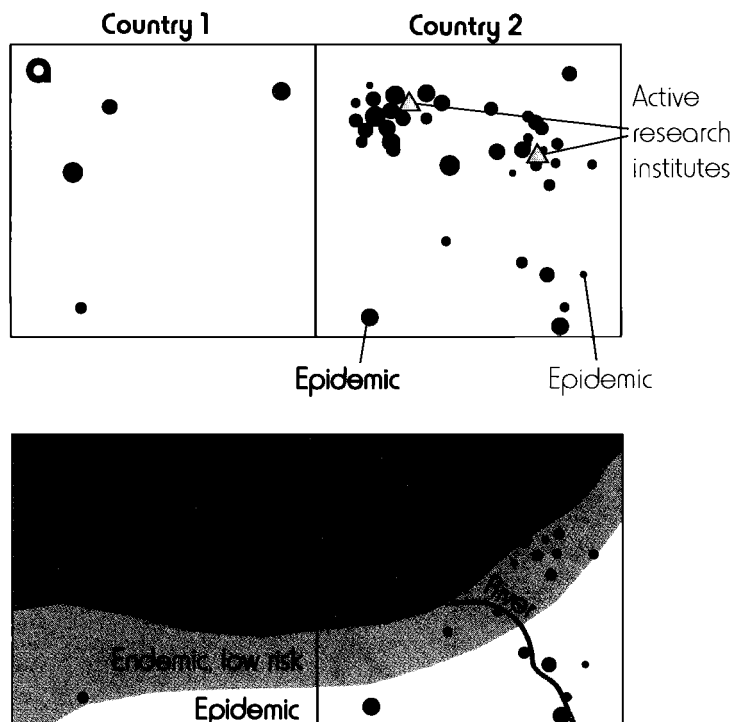 Country 1
Country 2
a
Active
research
institutes
Epidemic
Epidemic
River
Endemic, low risk
Epidemic